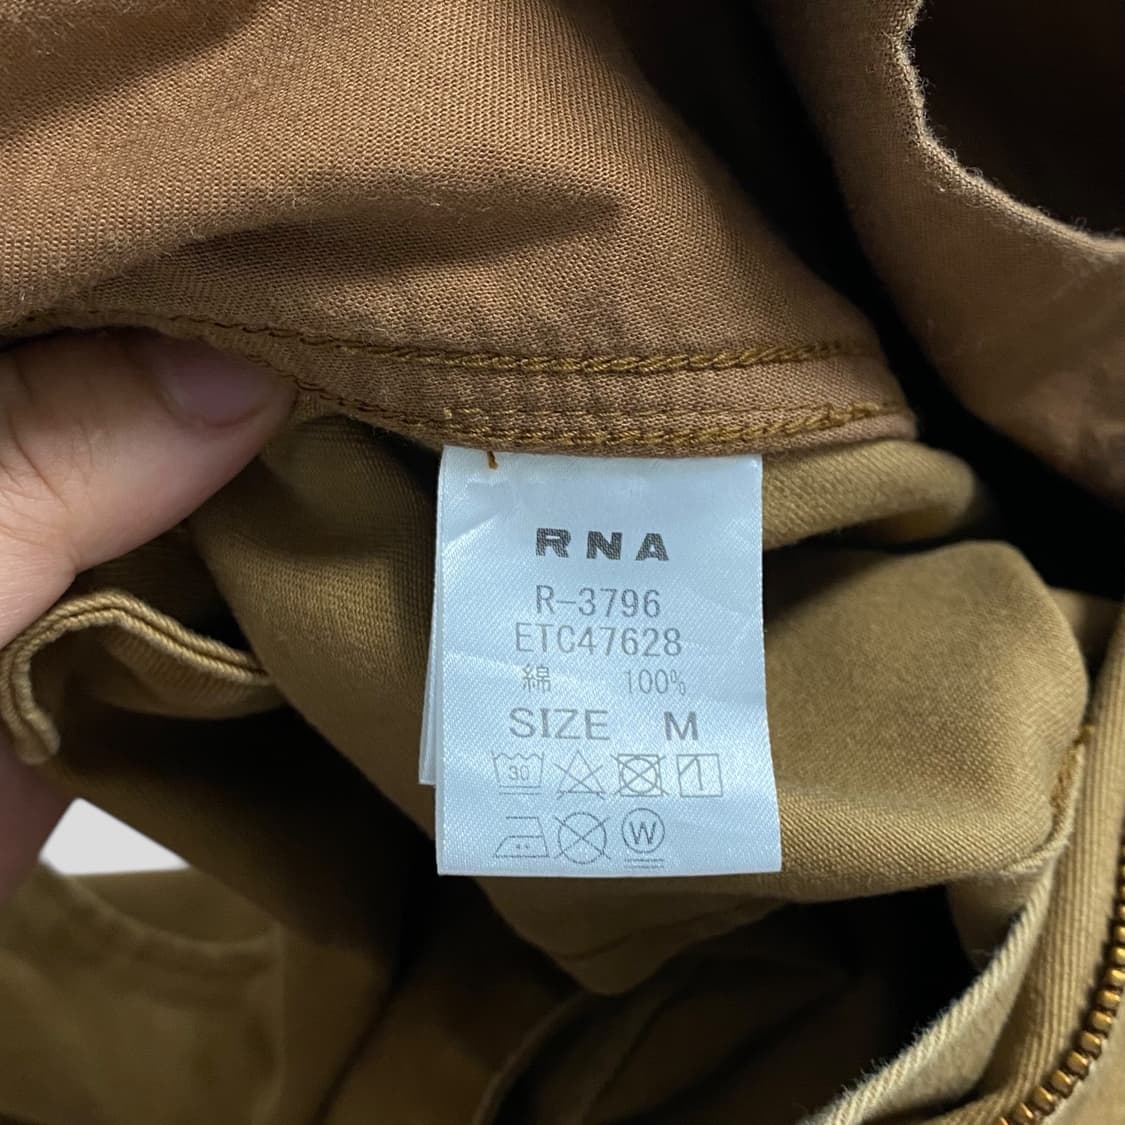 RNA
R-3796
ETC47628
綿 100%
SIZE M
30
W